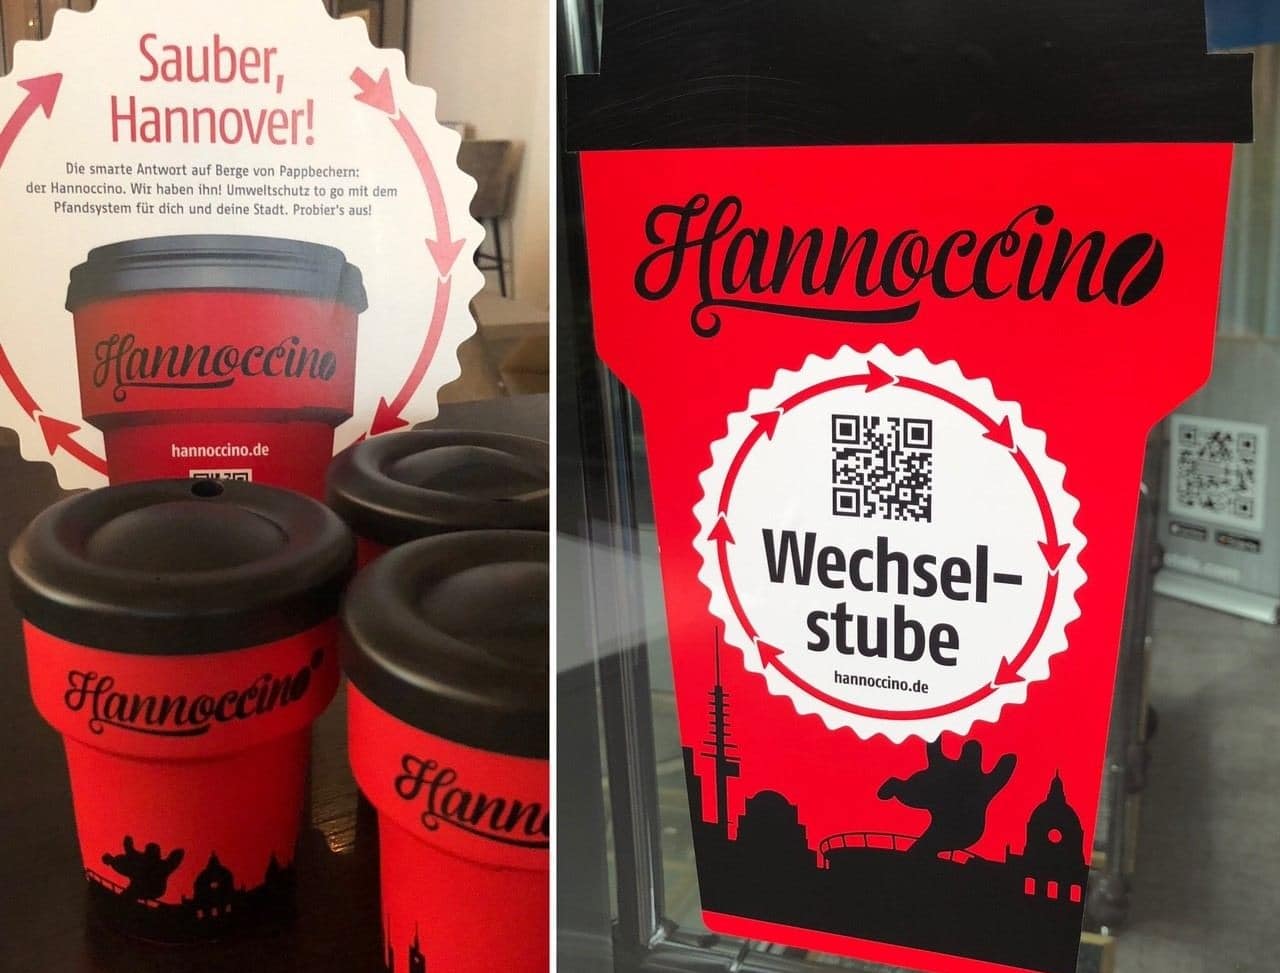 Sauber,
Hannover!
Die smarte Antwort auf Berge von Pappbechern:
der Hannoccino. Wir haben ihn! Umweltschutz to go mit dem
Pfandsystem für dich und deine Stadt. Probier's aus!
Hannoccino
hannoccino.de
Hannoccino
Hann
Hannoccino
Wechsel-
stube
hannoccino.de